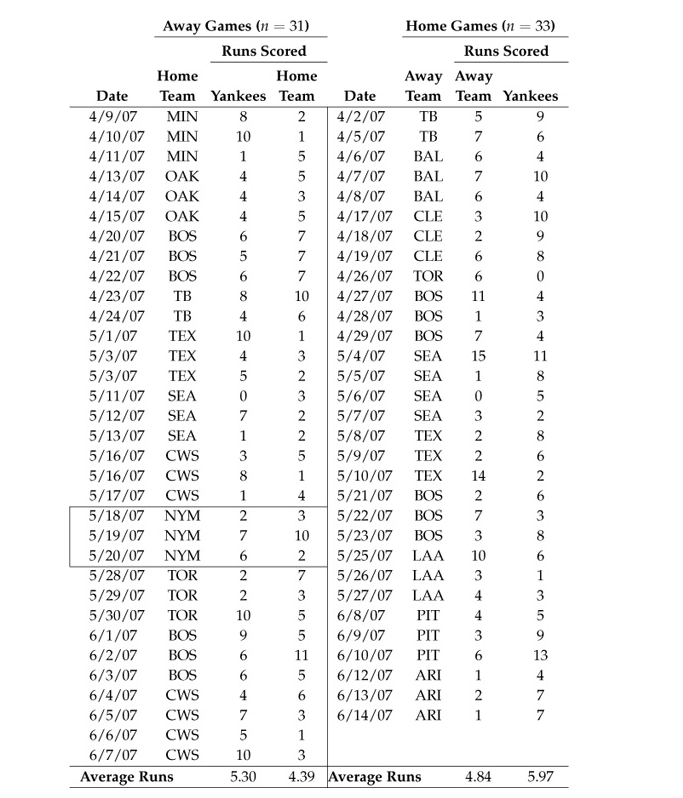 Away Games (n = 31) Home Games (n = 33)
Runs Scored Runs Scored
Home Home Away Away
Date Team Yankees Team Date Team Team Yankees
4/9/07 MIN 8 2 4/2/07 TB 5 9
4/10/07 MIN 10 1 4/5/07 TB 7 6
4/11/07 MIN 1 5 4/6/07 BAL 6 4
4/13/07 OAK 4 5 4/7/07 BAL 7 10
4/14/07 OAK 4 3 4/8/07 BAL 6 4
4/15/07 OAK 4 5 4/17/07 CLE 3 10
4/20/07 BOS 6 7 4/18/07 CLE 2 9
4/21/07 BOS 5 7 4/19/07 CLE 6 8
4/22/07 BOS 6 7 4/26/07 TOR 6 0
4/23/07 TB 8 10 4/27/07 BOS 11 4
4/24/07 TB 4 6 4/28/07 BOS 1 3
5/1/07 TEX 10 1 4/29/07 BOS 7 4
5/3/07 TEX 4 3 5/4/07 SEA 15 11
5/3/07 TEX 5 2 5/5/07 SEA 1 8
5/11/07 SEA 0 3 5/6/07 SEA 0 5
5/12/07 SEA 7 2 5/7/07 SEA 3 2
5/13/07 SEA 1 2 5/8/07 TEX 2 8
5/16/07 CWS 3 5 5/9/07 TEX 2 6
5/16/07 CWS 8 1 5/10/07 TEX 14 2
5/17/07 CWS 1 4 5/21/07 BOS 2 6
5/18/07 NYM 2 3 5/22/07 BOS 7 3
5/19/07 NYM 7 10 5/23/07 BOS 3 8
5/20/07 NYM 6 2 5/25/07 LAA 10 6
5/28/07 TOR 2 7 5/26/07 LAA 3 1
5/29/07 TOR 2 3 5/27/07 LAA 4 3
5/30/07 TOR 10 5 6/8/07 PIT 4 5
6/1/07 BOS 9 5 6/9/07 PIT 3 9
6/2/07 BOS 6 11 6/10/07 PIT 6 13
6/3/07 BOS 6 5 6/12/07 ARI 1 4
6/4/07 CWS 4 6 6/13/07 ARI 2 7
6/5/07 CWS 7 3 6/14/07 ARI 1 7
6/6/07 CWS 5 1
6/7/07 CWS 10 3
Average Runs 5.30 4.39 Average Runs 4.84 5.97